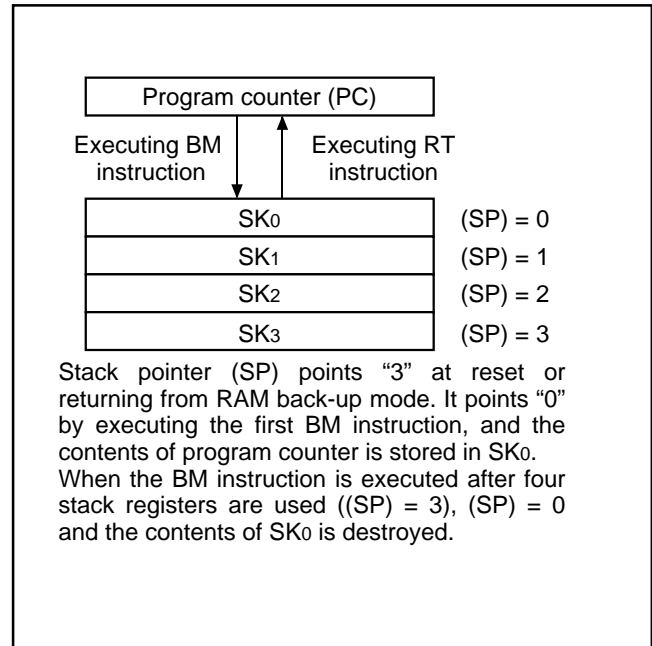 Program counter (PC)
Executing BM
instruction
Executing RT
instruction
SK0
(SP) = 0
SK1
(SP) = 1
SK2
(SP) = 2
SK3
(SP) = 3
Stack pointer (SP) points “3” at reset or
returning from RAM back-up mode. It points “0”
by executing the first BM instruction, and the
contents of program counter is stored in SK0.
When the BM instruction is executed after four
stack registers are used ((SP) = 3), (SP) = 0
and the contents of SK0 is destroyed.